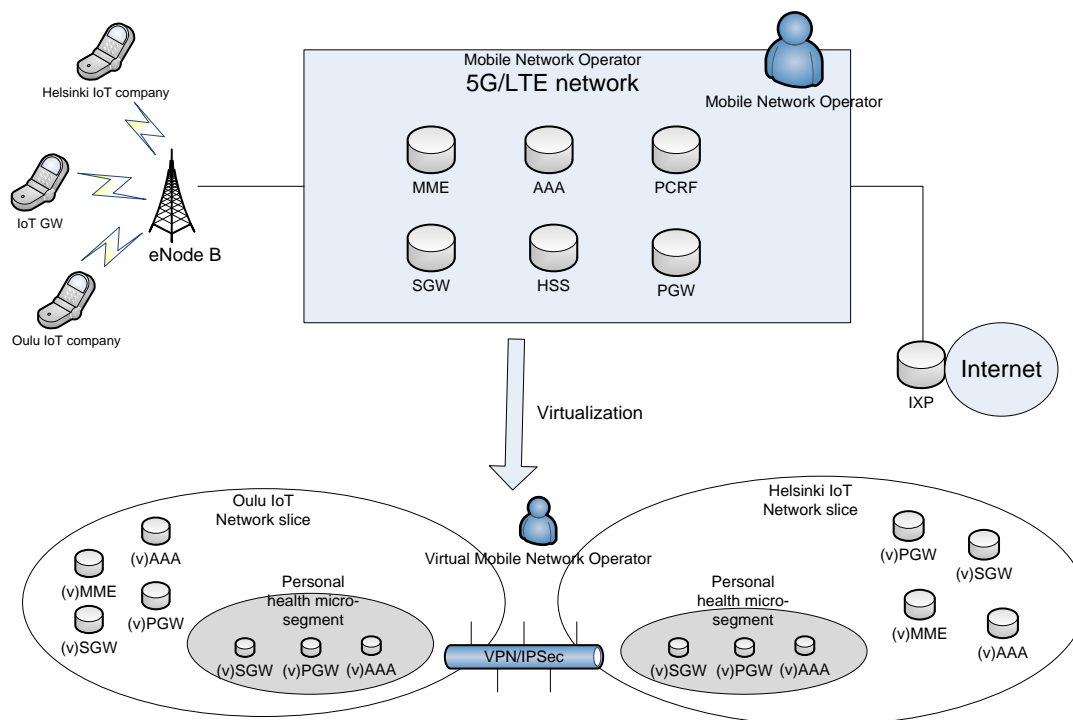 Mobile Network Operator
5G/LTE network
Mobile Network Operator
Helsinki IoT company
IoT GW
eNode B
Oulu IoT company
MME
AAA
PCRF
SGW
HSS
PGW
IXP
Internet
Virtualization
Oulu IoT
Network slice
(v)AAA
(v)MME
(v)PGW
(v)SGW
Personal
health micro-
segment
(v)SGW
(v)PGW
(v)AAA
Virtual Mobile Network Operator
VPN/IPSec
Helsinki IoT
Network slice
(v)PGW
(v)SGW
(v)MME
(v)AAA
Personal
health micro-
segment
(v)SGW
(v)PGW
(v)AAA